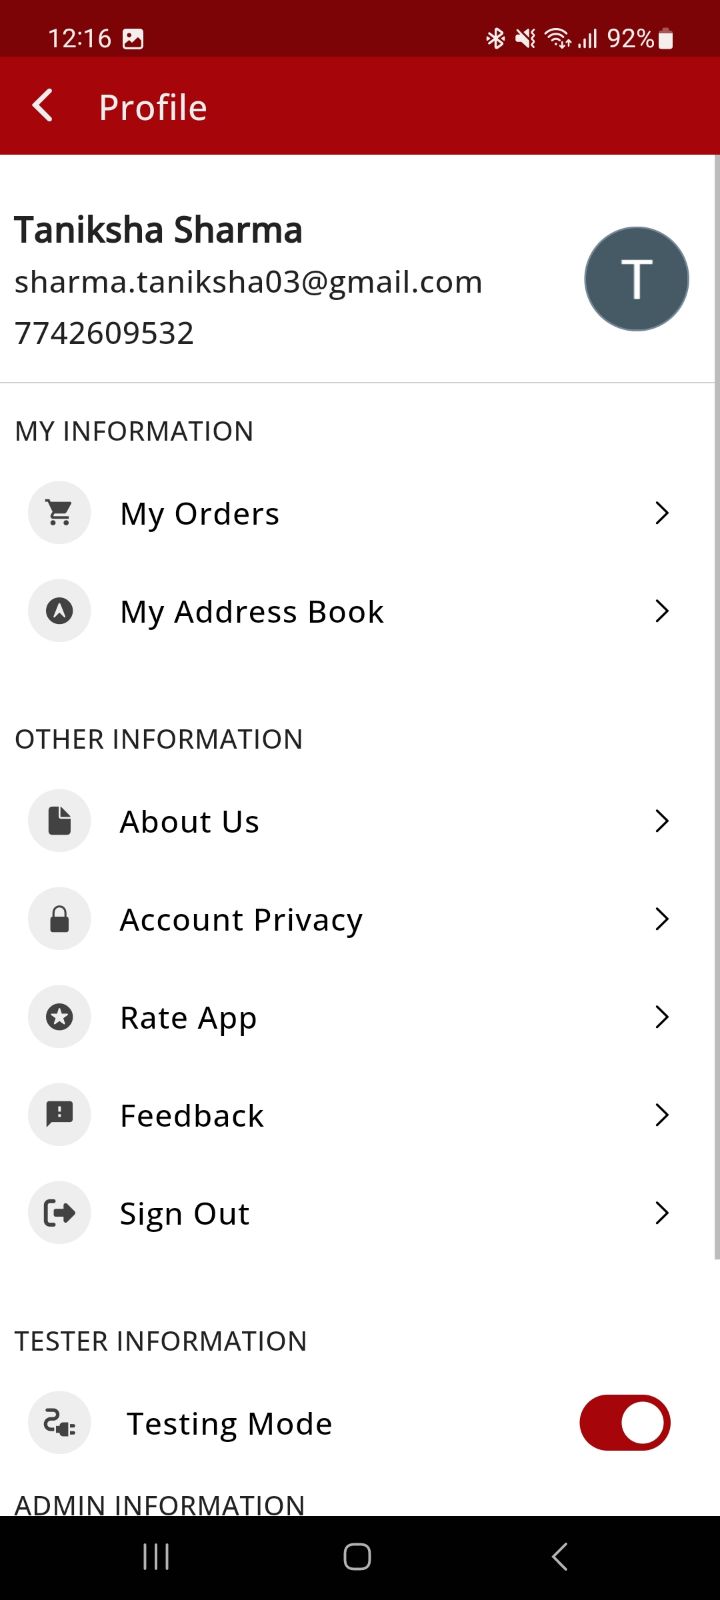 12:16 92%
Profile
Taniksha Sharma
sharma.taniksha03@gmail.com
7742609532
T
MY INFORMATION
My Orders
My Address Book
OTHER INFORMATION
About Us
Account Privacy
Rate App
Feedback
Sign Out
TESTER INFORMATION
Testing Mode
ADMIN INFORMATION